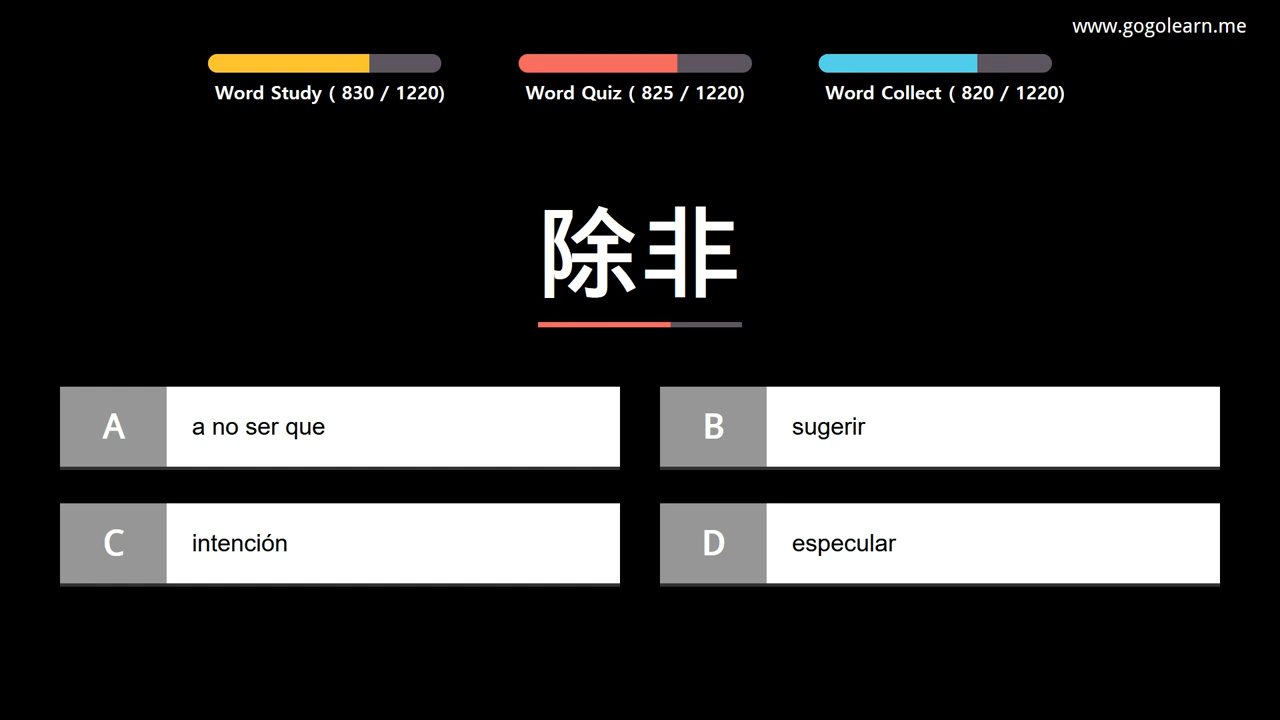 www.gogolearn.me
Word Study ( 830 / 1220)
Word Quiz ( 825 / 1220)
Word Collect ( 820 / 1220)
除非
A
a no ser que
B
sugerir
C
intención
D
especular